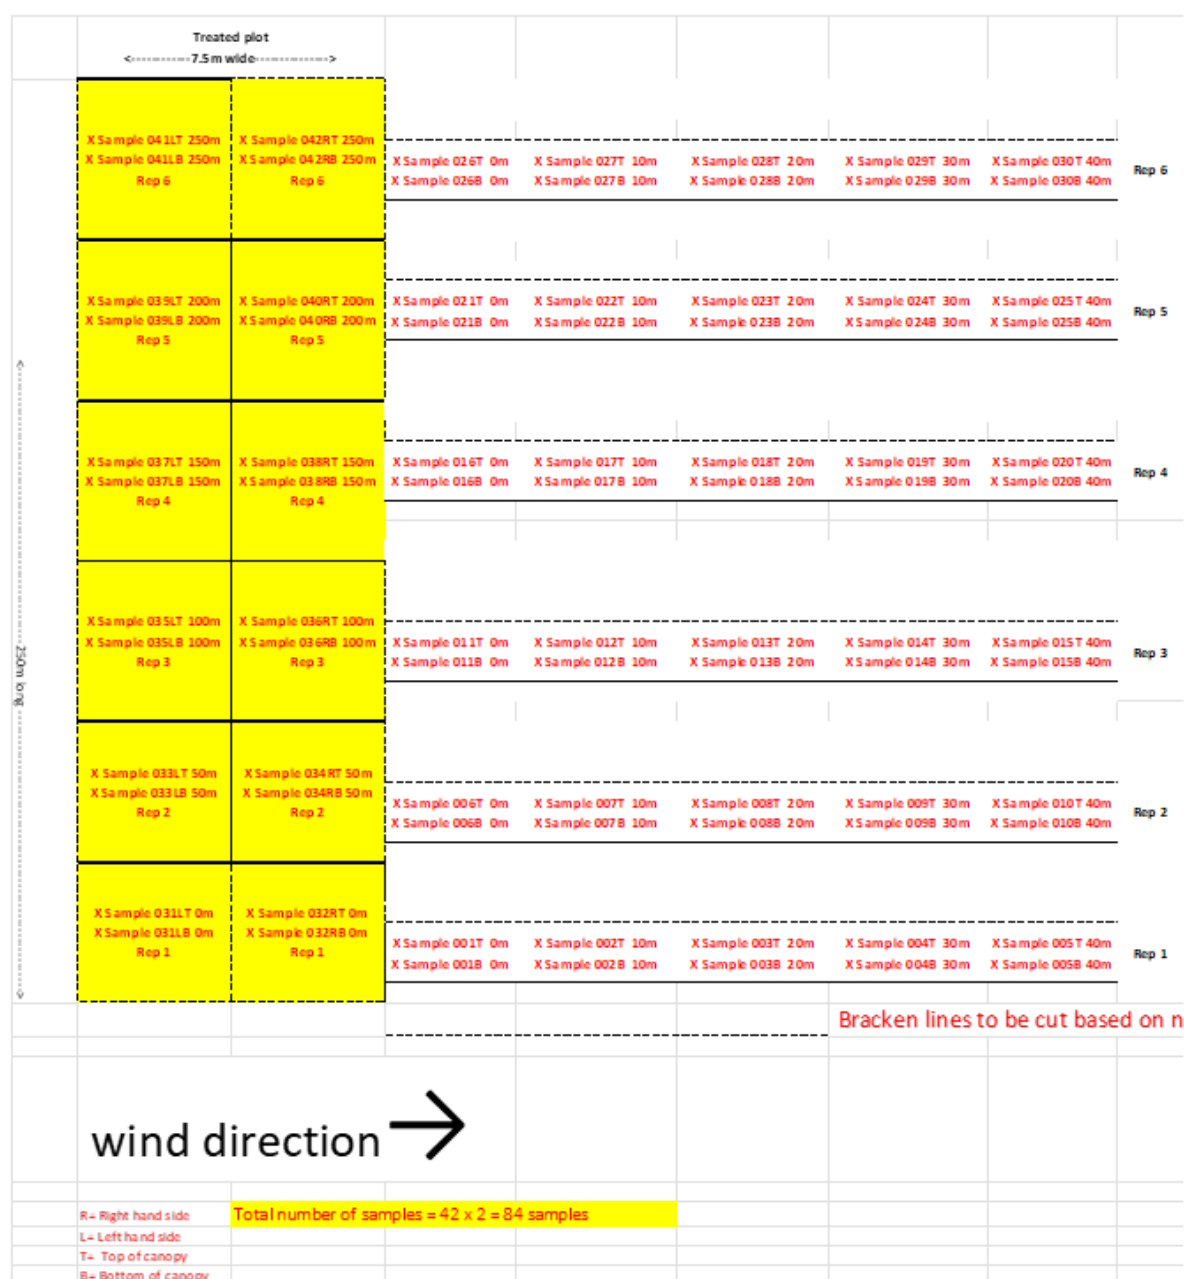 Treated plot
<------------7.5m wide--------------->
X Sample 041LT 250m X Sample 042RT 250m
X Sample 041LB 250m X Sample 042RB 250m X Sample 026T 0m X Sample 027T 10m X Sample 028T 20m X Sample 029T 30m X Sample 030T 40m
Rep 6 Rep 6 X Sample 026B 0m X Sample 027B 10m X Sample 028B 20m X Sample 029B 30m X Sample 030B 40m Rep 6
X Sample 039LT 200m X Sample 040RT 200m X Sample 021T 0m X Sample 022T 10m X Sample 023T 20m X Sample 024T 30m X Sample 025T 40m
X Sample 039LB 200m X Sample 040RB 200m X Sample 021B 0m X Sample 022B 10m X Sample 023B 20m X Sample 024B 30m X Sample 025B 40m Rep 5
Rep 5 Rep 5
X Sample 037LT 150m X Sample 038RT 150m X Sample 016T 0m X Sample 017T 10m X Sample 018T 20m X Sample 019T 30m X Sample 020T 40m
X Sample 037LB 150m X Sample 038RB 150m X Sample 016B 0m X Sample 017B 10m X Sample 018B 20m X Sample 019B 30m X Sample 020B 40m Rep 4
Rep 4 Rep 4
X Sample 035LT 100m X Sample 036RT 100m
X Sample 035LB 100m X Sample 036RB 100m X Sample 011T 0m X Sample 012T 10m X Sample 013T 20m X Sample 014T 30m X Sample 015T 40m
Rep 3 Rep 3 X Sample 011B 0m X Sample 012B 10m X Sample 013B 20m X Sample 014B 30m X Sample 015B 40m Rep 3
250m long
X Sample 033LT 50m X Sample 034RT 50m
X Sample 033LB 50m X Sample 034RB 50m
Rep 2 Rep 2 X Sample 006T 0m X Sample 007T 10m X Sample 008T 20m X Sample 009T 30m X Sample 010T 40m Rep 2
X Sample 006B 0m X Sample 007B 10m X Sample 008B 20m X Sample 009B 30m X Sample 010B 40m
X Sample 031LT 0m X Sample 032RT 0m
X Sample 031LB 0m X Sample 032RB 0m
Rep 1 Rep 1 X Sample 001T 0m X Sample 002T 10m X Sample 003T 20m X Sample 004T 30m X Sample 005T 40m Rep 1
X Sample 001B 0m X Sample 002B 10m X Sample 003B 20m X Sample 004B 30m X Sample 005B 40m
Bracken lines to be cut based on n
wind direction
R= Right hand side Total number of samples = 42 x 2 = 84 samples
L= Left hand side
T= Top of canopy
B= Bottom of canopy